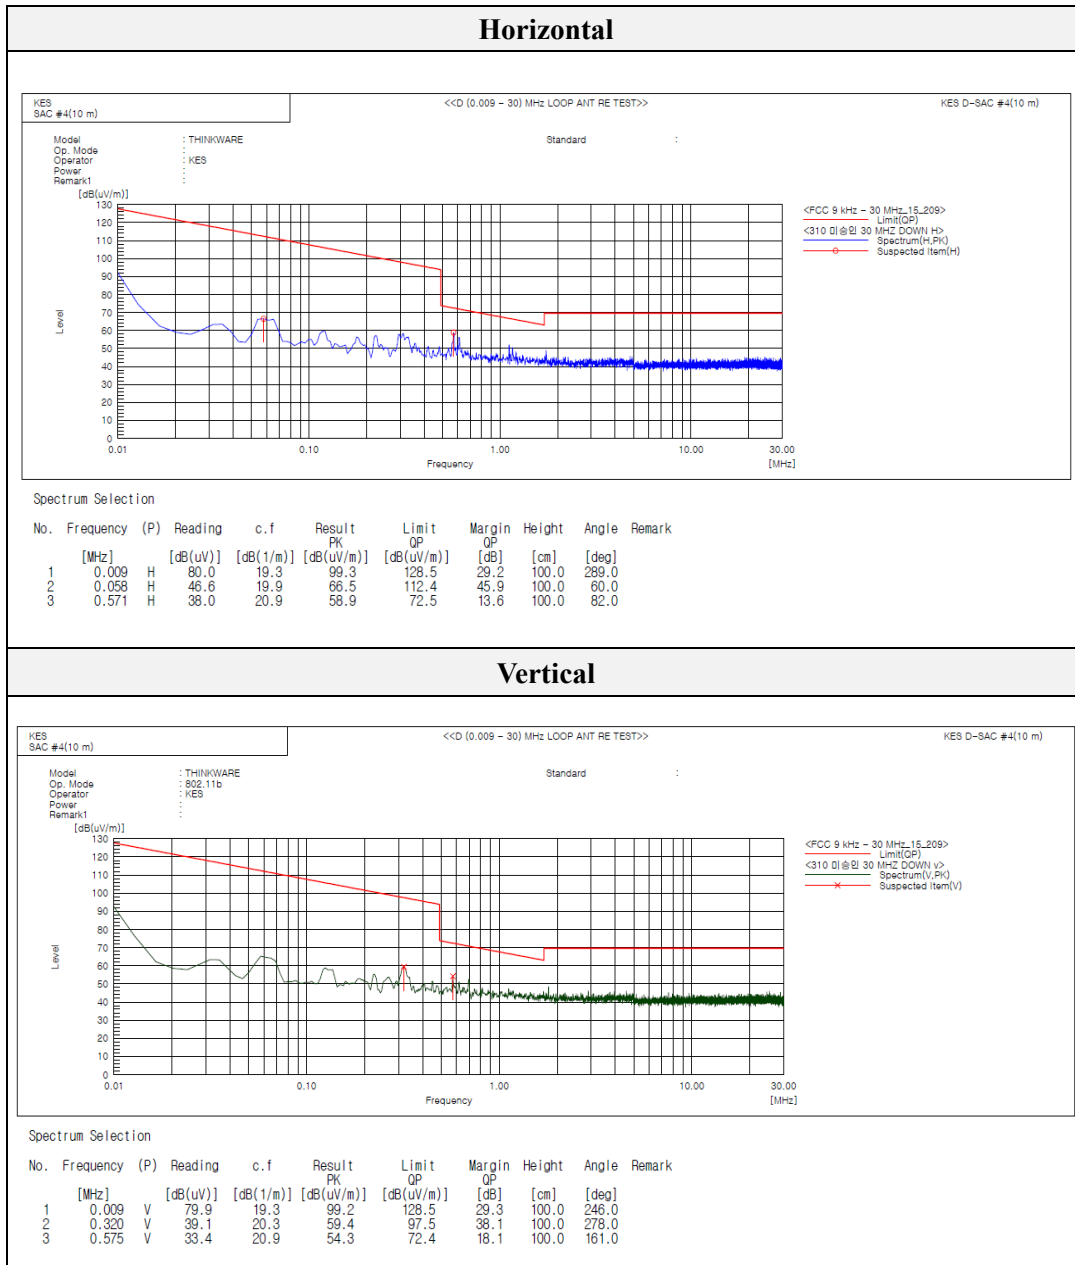 Horizontal
KES
SAC #4(10 m)
<<D (0.009 - 30) MHz LOOP ANT RE TEST>>
KES D-SAC #4(10 m)
Model : THINKWARE
Standard :
Op. Mode :
Operator : KES
Power :
Remark1 :
[dB(uV/m)]
130
120
110
100
90
80
70
60
50
40
30
20
10
0
Level
0.01 0.10 1.00 10.00 30.00
Frequency [MHz]
<FCC 9 kHz - 30 MHz_15_209>
Limit(QP)
<310 미승인 30 MHZ DOWN H>
Spectrum(H,PK)
Suspected Item(H)
Spectrum Selection
No. Frequency (P) Reading c.f Result Limit Margin Height Angle Remark
PK QP QP
[MHz] [dB(uV)] [dB(1/m)] [dB(uV/m)] [dB(uV/m)] [dB] [cm] [deg]
1 0.009 H 80.0 19.3 99.3 128.5 29.2 100.0 289.0
2 0.058 H 46.6 19.9 66.5 112.4 45.9 100.0 60.0
3 0.571 H 38.0 20.9 58.9 72.5 13.6 100.0 82.0
Vertical
KES
SAC #4(10 m)
<<D (0.009 - 30) MHz LOOP ANT RE TEST>>
KES D-SAC #4(10 m)
Model : THINKWARE
Standard :
Op. Mode : 802.11b
Operator : KES
Power :
Remark1 :
[dB(uV/m)]
130
120
110
100
90
80
70
60
50
40
30
20
10
0
Level
0.01 0.10 1.00 10.00 30.00
Frequency [MHz]
<FCC 9 kHz - 30 MHz_15_209>
Limit(QP)
<310 미승인 30 MHZ DOWN v>
Spectrum(V,PK)
Suspected Item(V)
Spectrum Selection
No. Frequency (P) Reading c.f Result Limit Margin Height Angle Remark
PK QP QP
[MHz] [dB(uV)] [dB(1/m)] [dB(uV/m)] [dB(uV/m)] [dB] [cm] [deg]
1 0.009 V 79.9 19.3 99.2 128.5 29.3 100.0 246.0
2 0.320 V 39.1 20.3 59.4 97.5 38.1 100.0 278.0
3 0.575 V 33.4 20.9 54.3 72.4 18.1 100.0 161.0